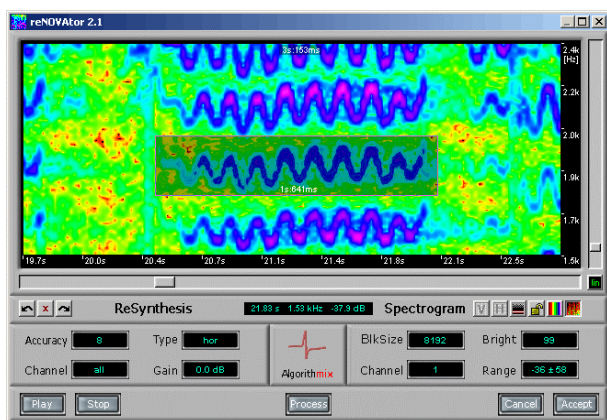 reNOVAtor 2.1
3s:153ms
2.4k
[Hz]
2.2k
2.0k
1.9k
1s:641ms
1.7k
19.7s 20.0s 20.4s 20.7s 21.1s 21.4s 21.8s 22.1s 22.5s 1.5k
lin
x ReSynthesis 21.83 s 1.53 kHz -37.9 dB Spectrogram V H
Accuracy 8 Type hor BlkSize 8192 Bright 99
Channel all Gain 0.0 dB Algorithmix Channel 1 Range -36 ± 58
Play Stop Process Cancel Accept